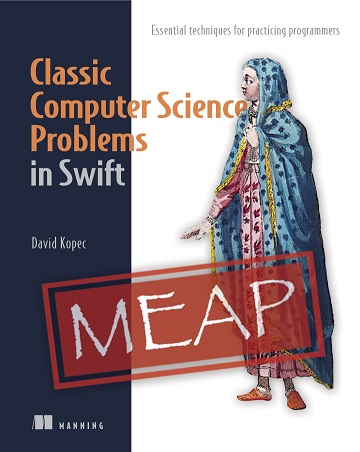 Essential techniques for practicing programmers
Classic
Computer Science
Problems
in Swift
David Kopec
MEAP
MANNING